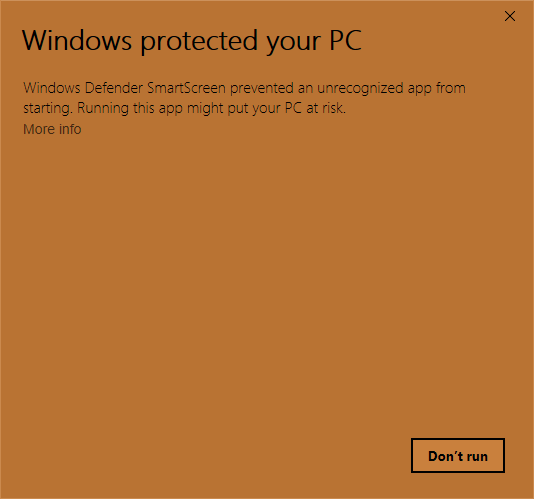 Windows protected your PC
Windows Defender SmartScreen prevented an unrecognized app from
starting. Running this app might put your PC at risk.
More info
Don't run